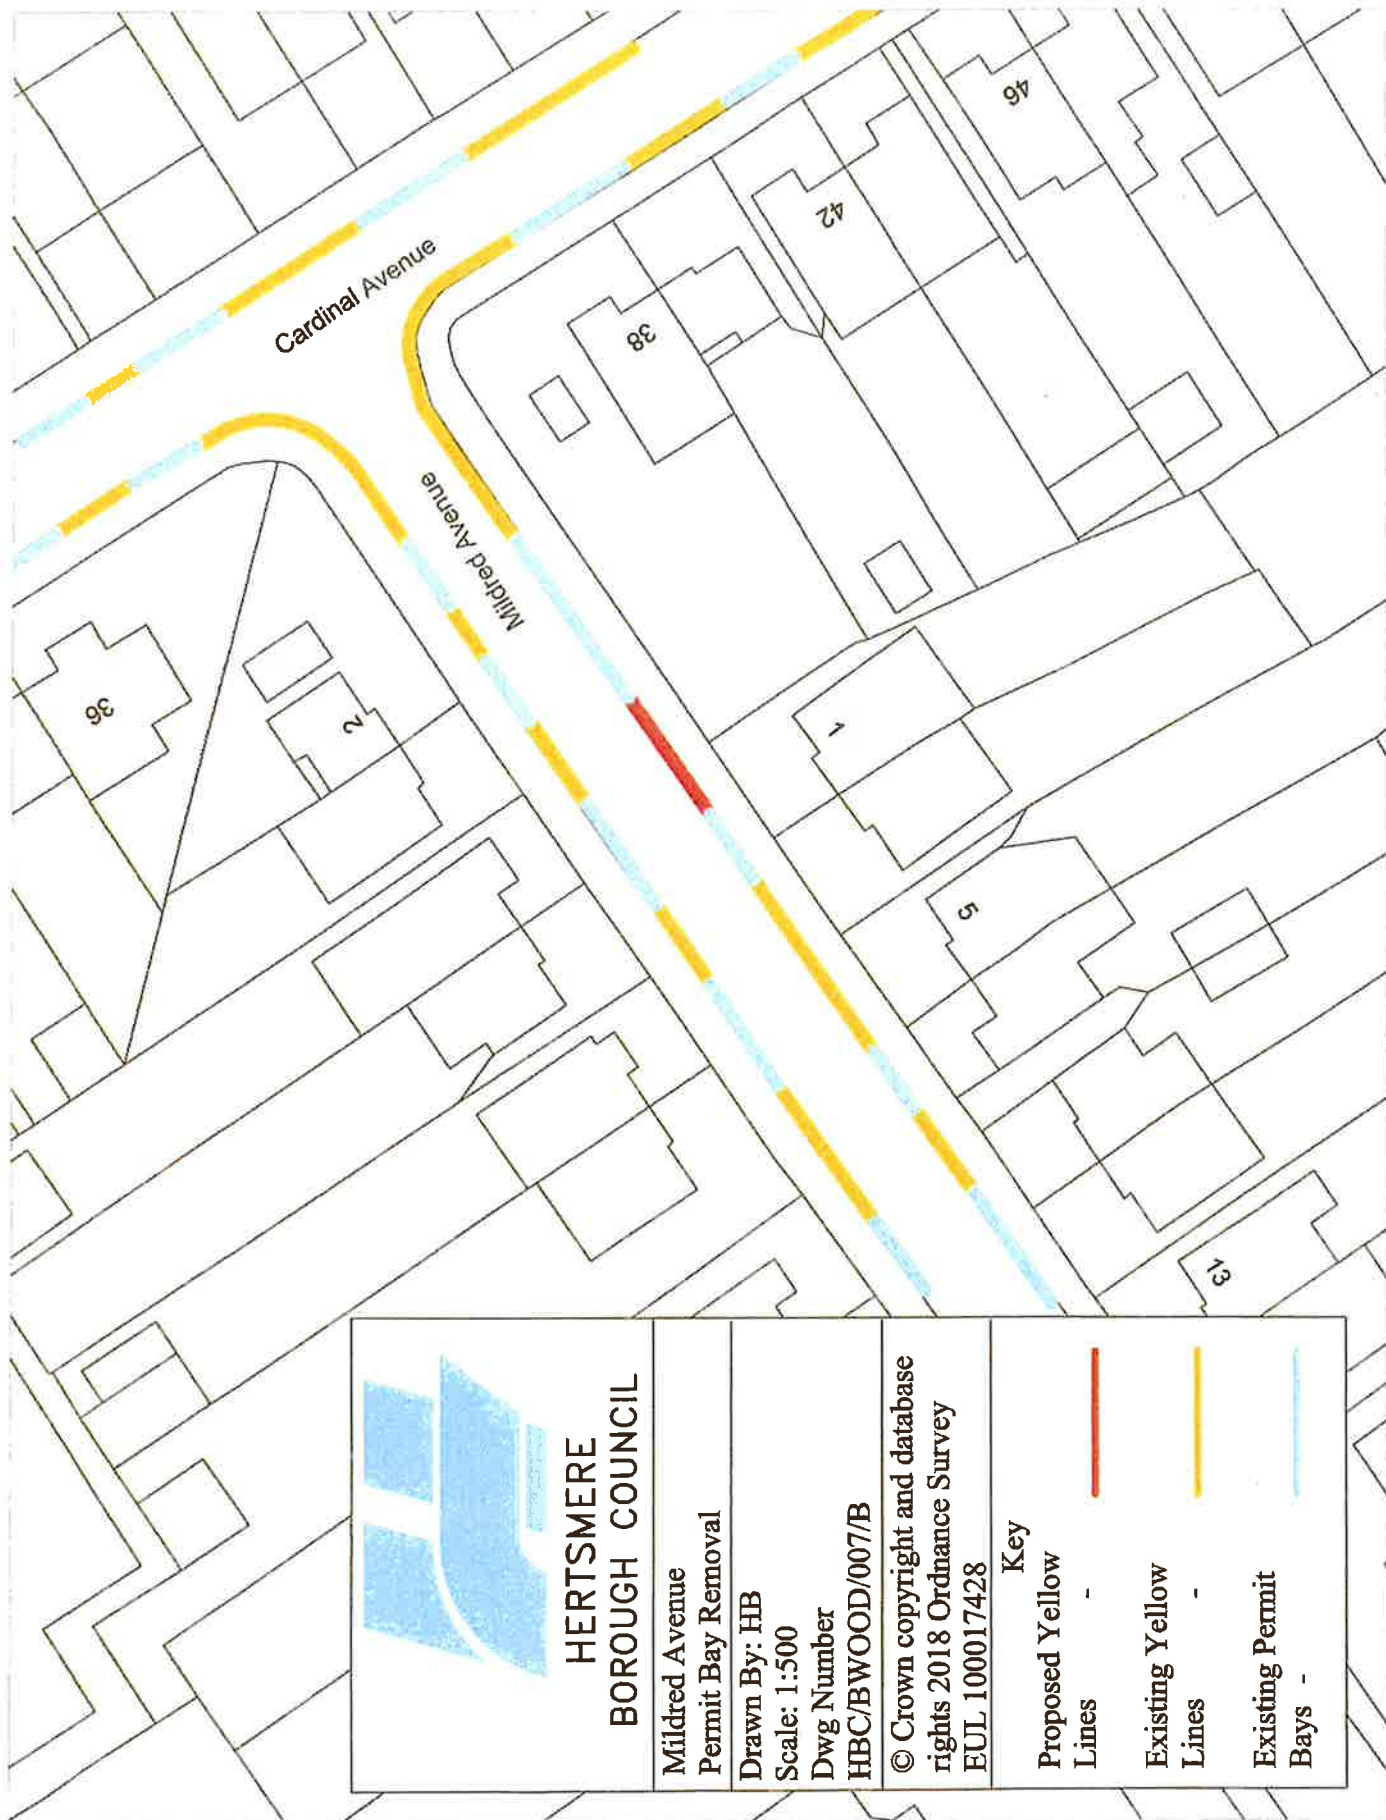 HERTSMERE
BOROUGH COUNCIL
Mildred Avenue
Permit Bay Removal
Drawn By: HB
Scale: 1:500
Dwg Number
HBC/BWOOD/007/B
© Crown copyright and database
rights 2018 Ordnance Survey
EUL 100017428
Key
Proposed Yellow
Lines -
Existing Yellow
Lines -
Existing Permit
Bays -
Cardinal Avenue
Mildred Avenue
36
2
38
42
46
1
5
13